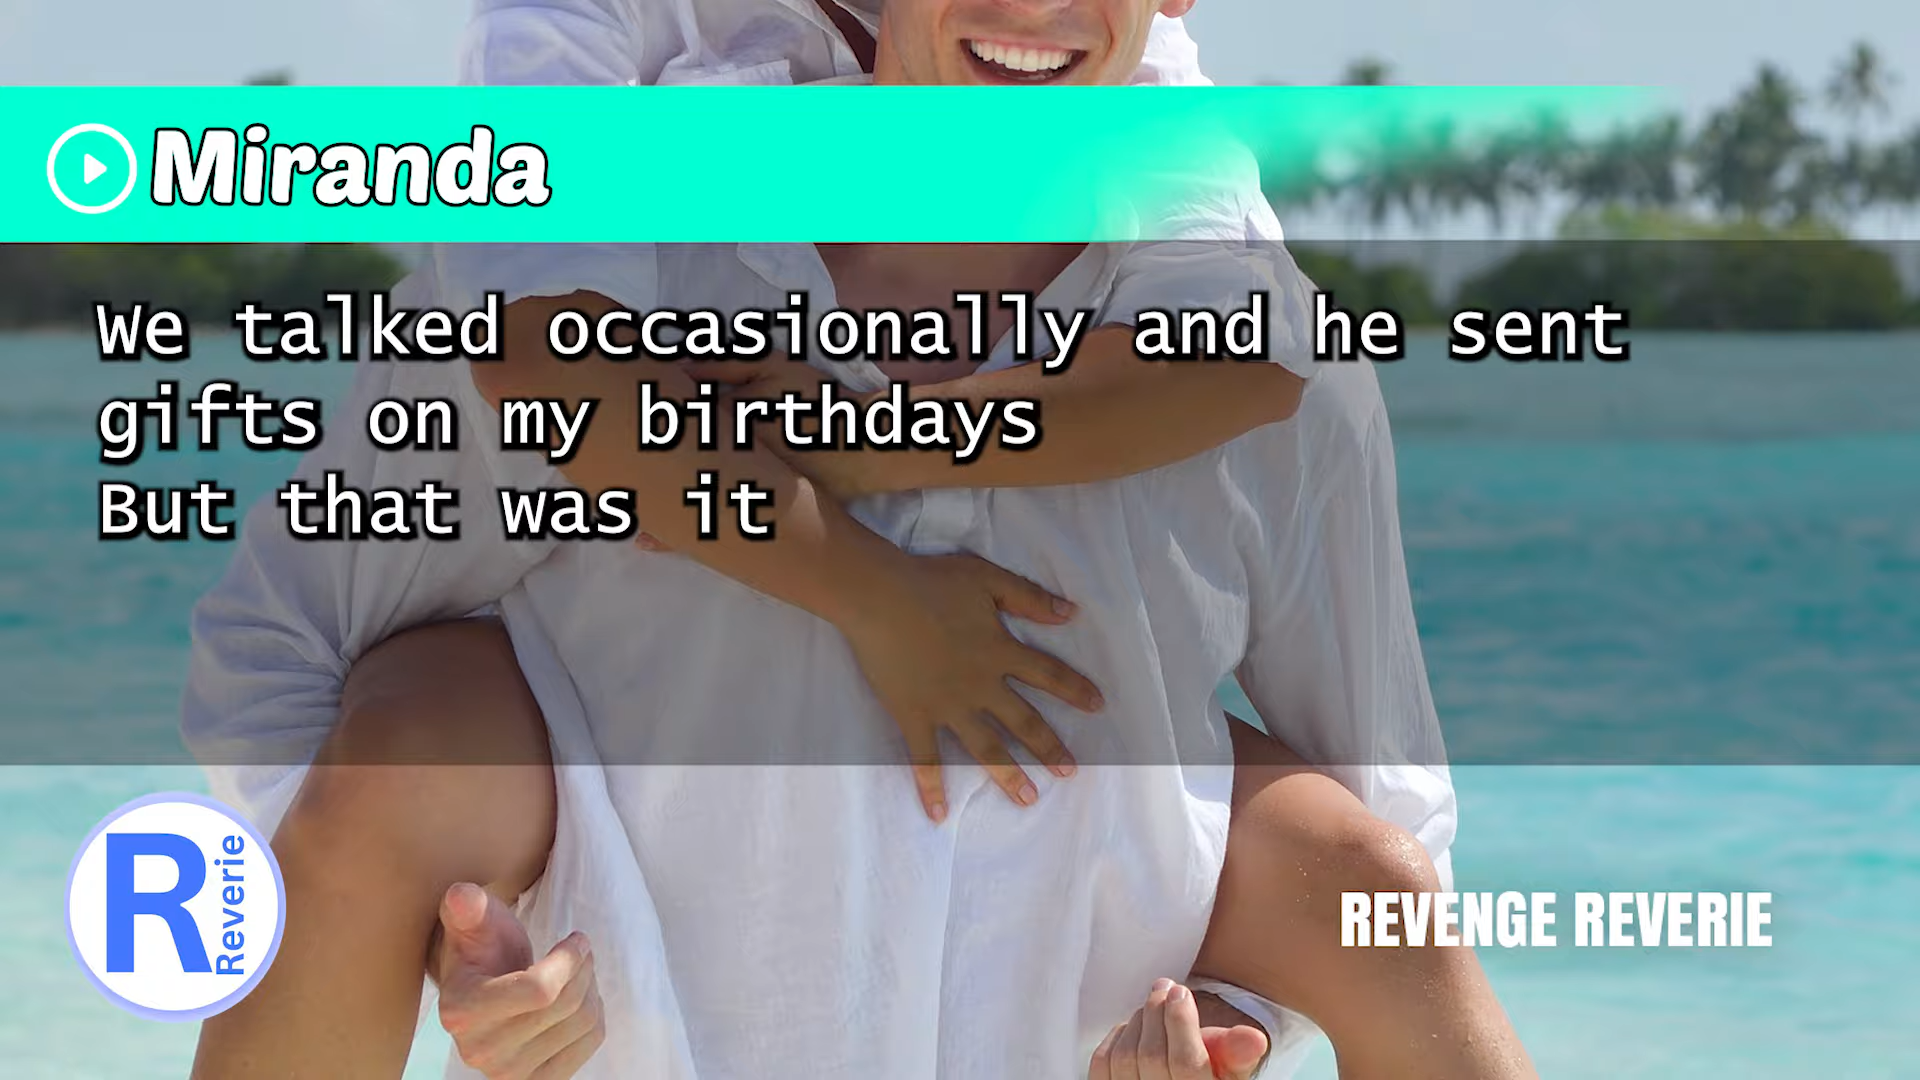 Miranda
We talked occasionally and he sent
gifts on my birthdays
But that was it
R
Reverie
REVENGE REVERIE